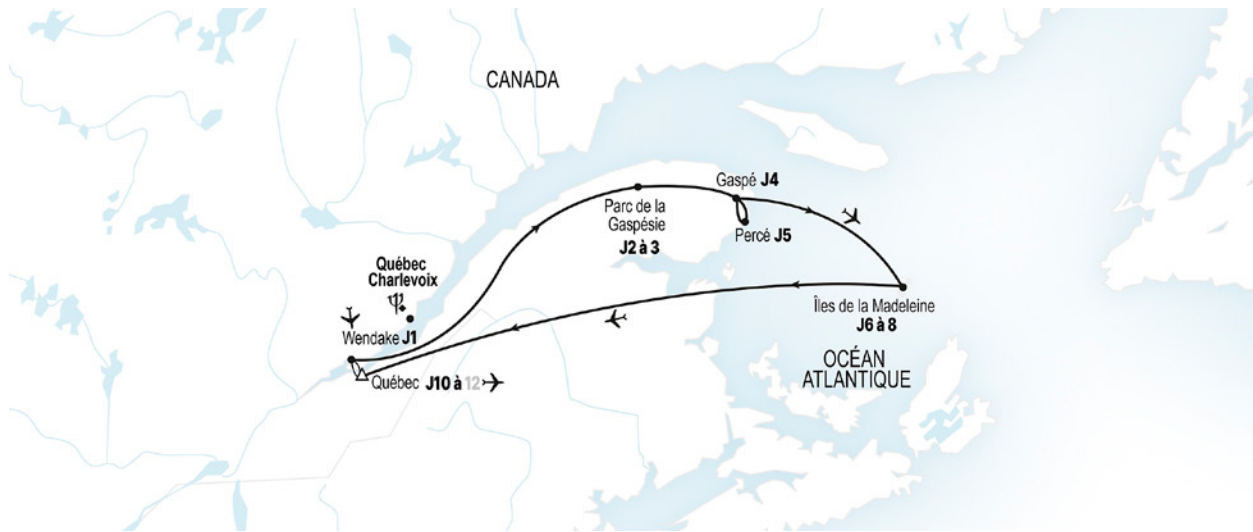 CANADA
Gaspé J4
Parc de la
Gaspésie
J2 à 3
Percé J5
Québec
Charlevoix
Îles de la Madeleine
J6 à 8
Wendake J1
OCÉAN
ATLANTIQUE
Québec J10 à 12